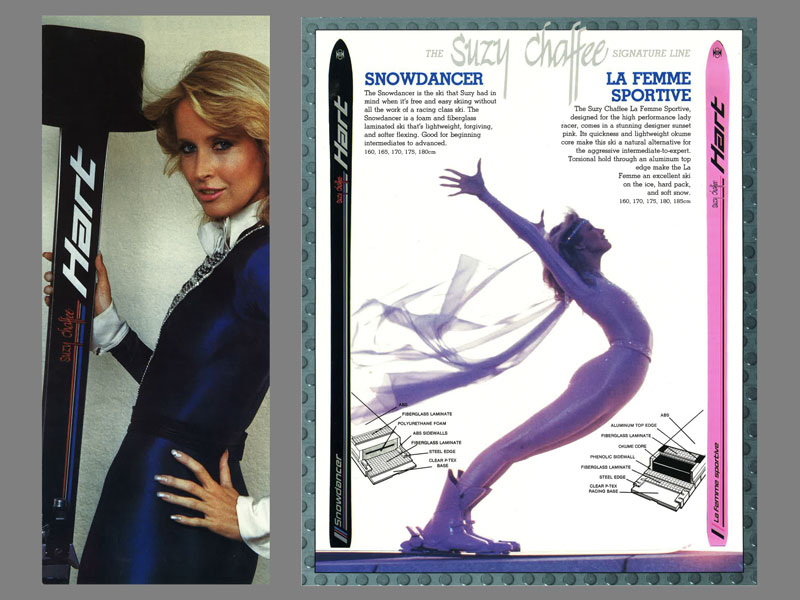 Hart
Suzy Chaffee
THE Suzy Chaffee SIGNATURE LINE
SNOWDANCER
The Snowdancer is the ski that Suzy had in
mind when it's free and easy skiing without
all the work of a racing class ski. The
Snowdancer is a foam and fiberglass
laminated ski that's lightweight, forgiving,
and softer flexing. Good for beginning
intermediates to advanced.
160, 165, 170, 175, 180cm
LA FEMME
SPORTIVE
The Suzy Chaffee La Femme Sportive,
designed for the high performance lady
racer, comes in a stunning designer sunset
pink. Its quickness and lightweight okume
core make this ski a natural alternative for
the aggressive intermediate-to-expert.
Torsional hold through an aluminum top
edge make the La
Femme an excellent ski
on the ice, hard pack,
and soft snow.
160, 170, 175, 180, 185cm
Hart
Suzy Chaffee
Snowdancer
Hart
Suzy Chaffee
La Femme sportive
ABS
FIBERGLASS LAMINATE
POLYURETHANE FOAM
ABS SIDEWALLS
FIBERGLASS LAMINATE
STEEL EDGE
CLEAR P-TEX
BASE
ABS
ALUMINUM TOP EDGE
FIBERGLASS LAMINATE
OKUME CORE
PHENOLIC SIDEWALL
FIBERGLASS LAMINATE
STEEL EDGE
CLEAR P-TEX
RACING BASE